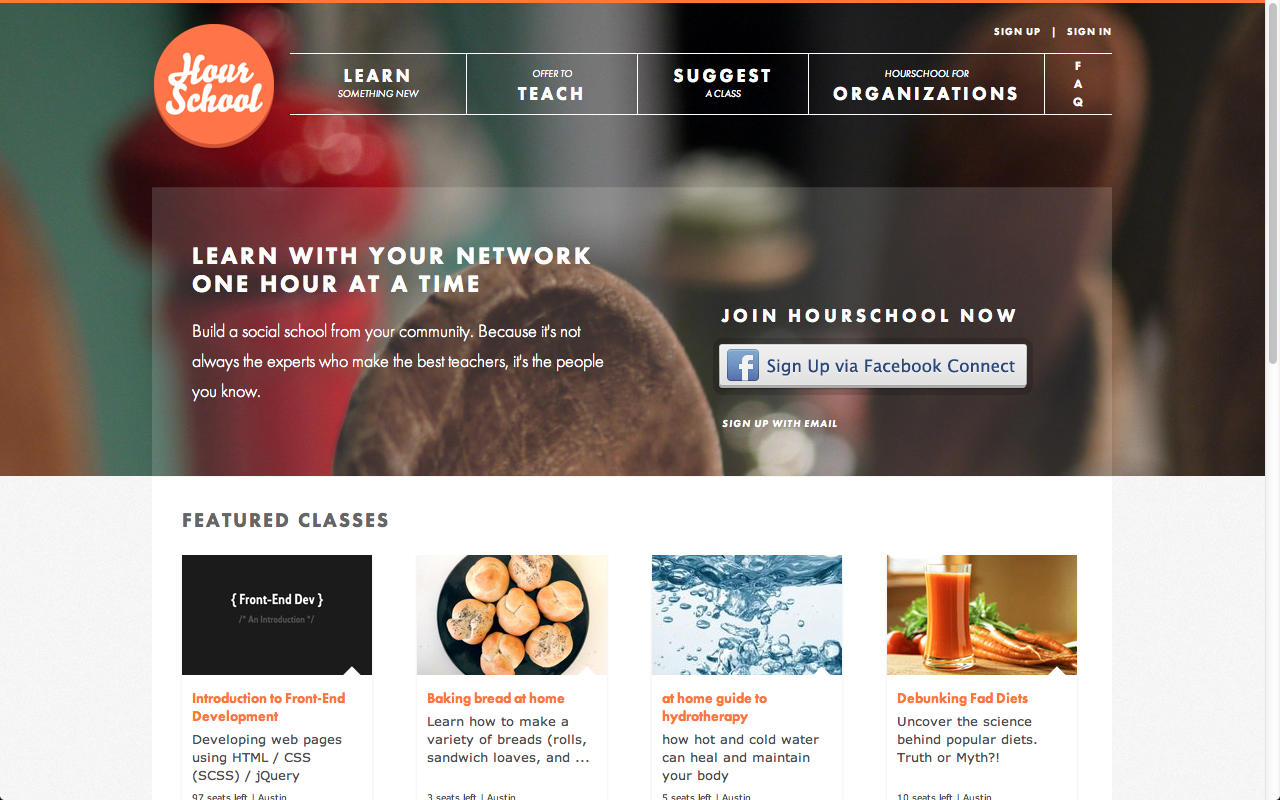 SIGN UP | SIGN IN
Hour
School
LEARN
SOMETHING NEW
OFFER TO
TEACH
SUGGEST
A CLASS
HOURSCHOOL FOR
ORGANIZATIONS
F
A
Q
LEARN WITH YOUR NETWORK
ONE HOUR AT A TIME
Build a social school from your community. Because it's not
always the experts who make the best teachers, it's the people
you know.
JOIN HOURSCHOOL NOW
f Sign Up via Facebook Connect
SIGN UP WITH EMAIL
FEATURED CLASSES
{ Front-End Dev }
/* An Introduction */
Introduction to Front-End
Development
Developing web pages
using HTML / CSS
(SCSS) / jQuery
97 seats left | Austin
Baking bread at home
Learn how to make a
variety of breads (rolls,
sandwich loaves, and ...
3 seats left | Austin
at home guide to
hydrotherapy
how hot and cold water
can heal and maintain
your body
5 seats left | Austin
Debunking Fad Diets
Uncover the science
behind popular diets.
Truth or Myth?!
10 seats left | Austin